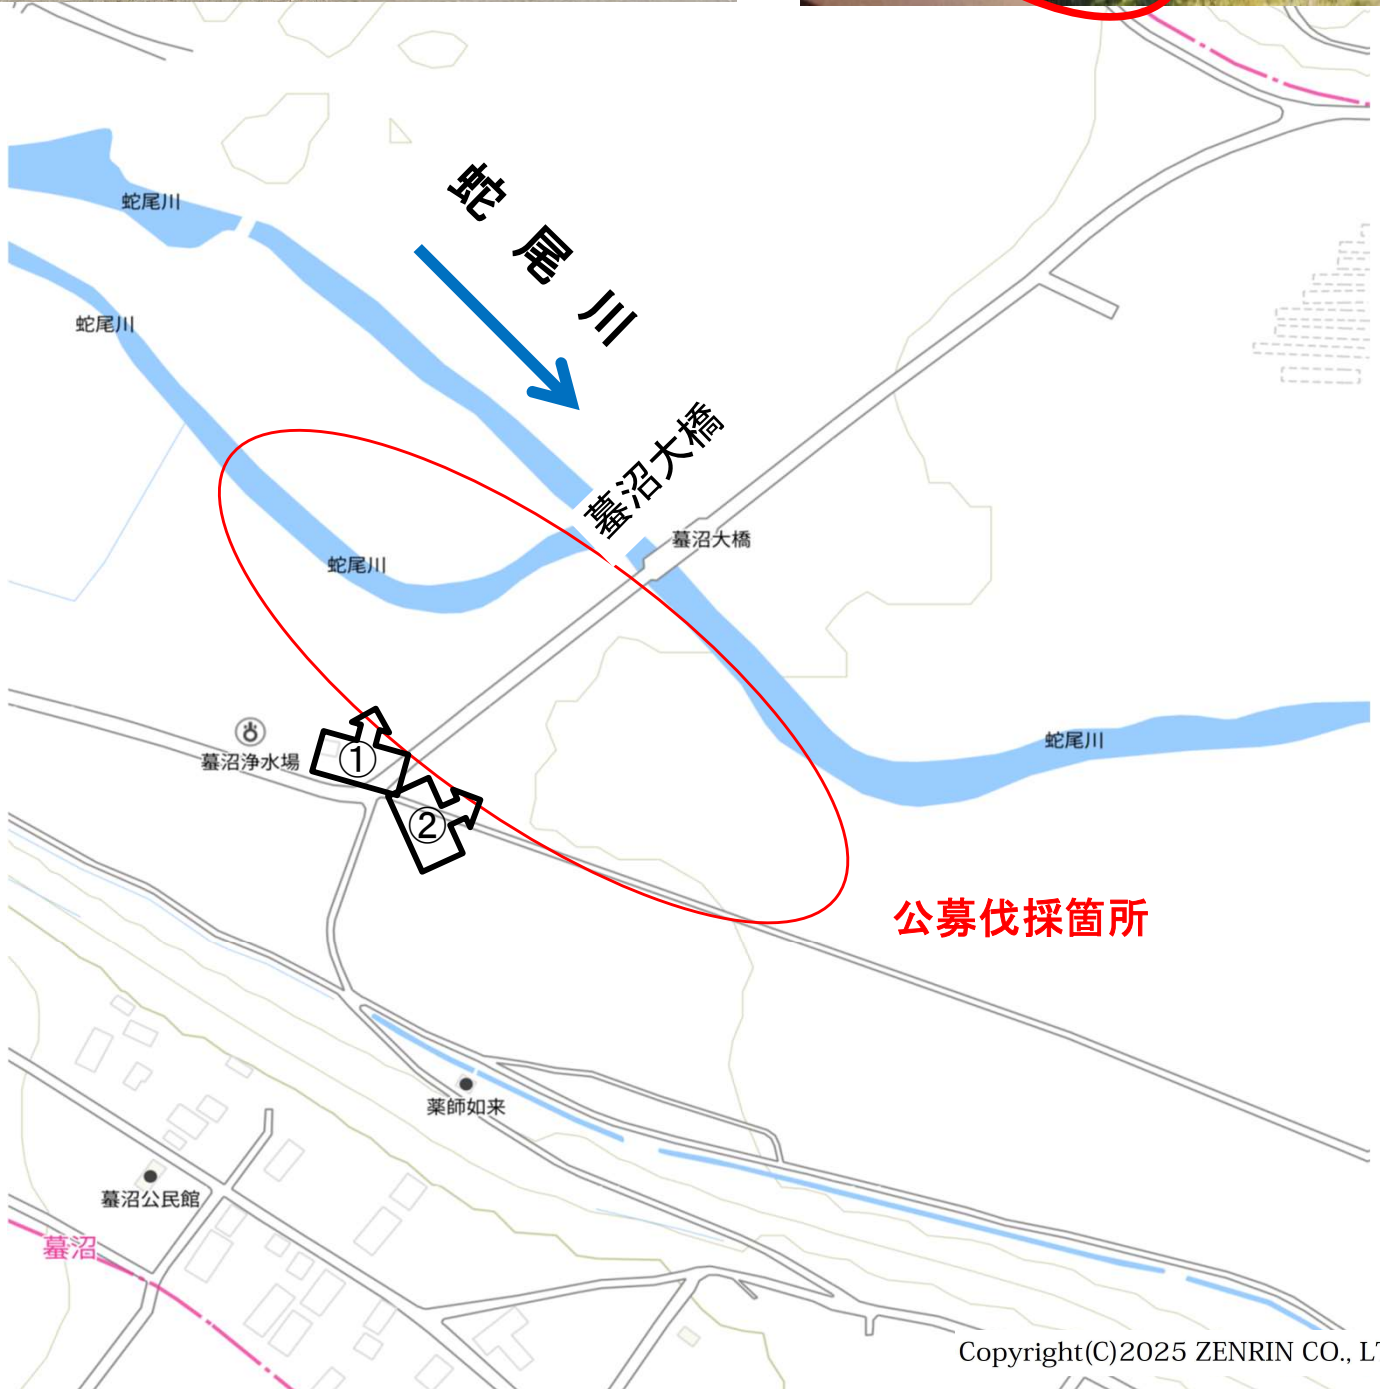 蛇尾川
蛇尾川
蛇尾川
蟇沼大橋
蟇沼大橋
蛇尾川
蟇沼浄水場
①
②
蛇尾川
公募伐採箇所
薬師如来
蟇沼公民館
蟇沼
Copyright(C)2025 ZENRIN CO., LT